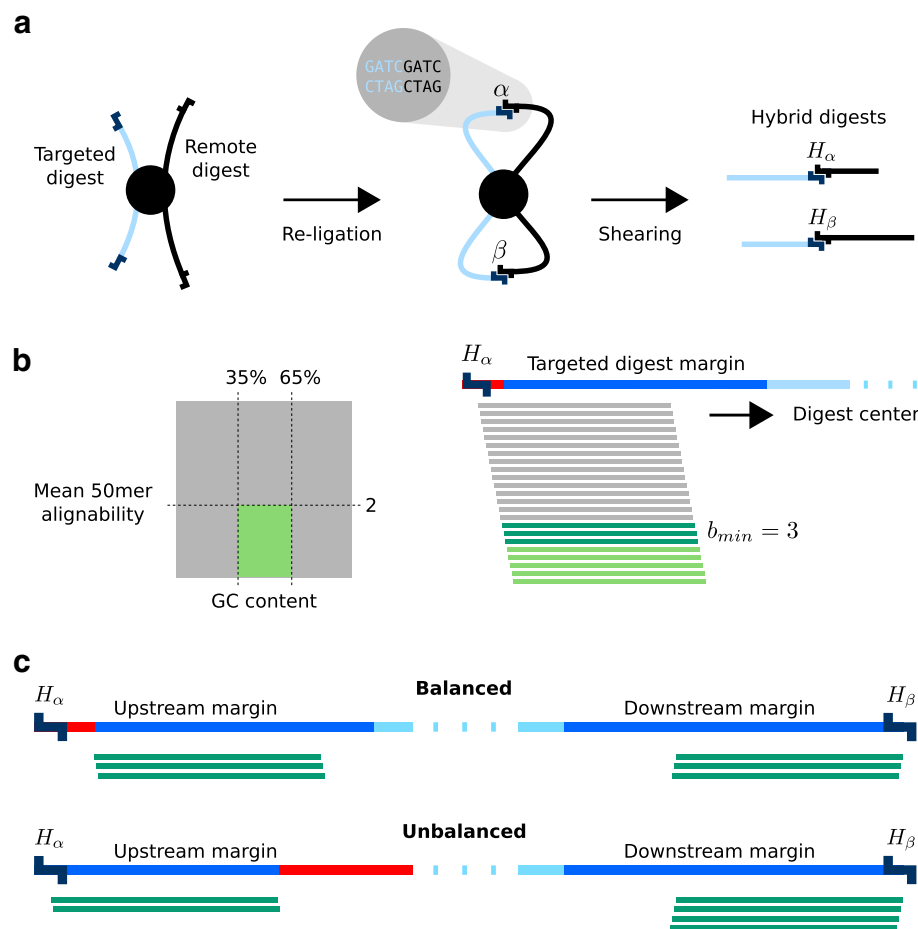 a
GATCGATC
CTAGCTAG
α
Targeted
digest
Remote
digest
Re-ligation
β
Shearing
Hybrid digests
Hα
Hβ
b
35% 65%
Mean 50mer
alignability
2
GC content
Hα
Targeted digest margin
Digest center
bmin = 3
c
Balanced
Hα
Upstream margin
Downstream margin
Hβ
Unbalanced
Hα
Upstream margin
Downstream margin
Hβ